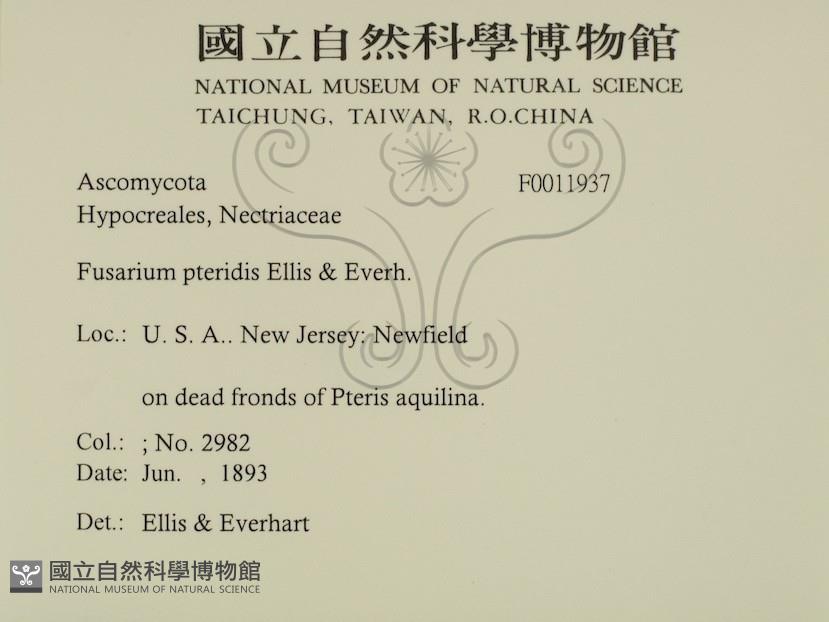 國立自然科學博物館
NATIONAL MUSEUM OF NATURAL SCIENCE
TAICHUNG, TAIWAN, R.O.CHINA
Ascomycota F0011937
Hypocreales, Nectriaceae
Fusarium pteridis Ellis & Everh.
Loc.: U. S. A.. New Jersey: Newfield
on dead fronds of Pteris aquilina.
Col.: ; No. 2982
Date: Jun. , 1893
Det.: Ellis & Everhart
國立自然科學博物館
NATIONAL MUSEUM OF NATURAL SCIENCE